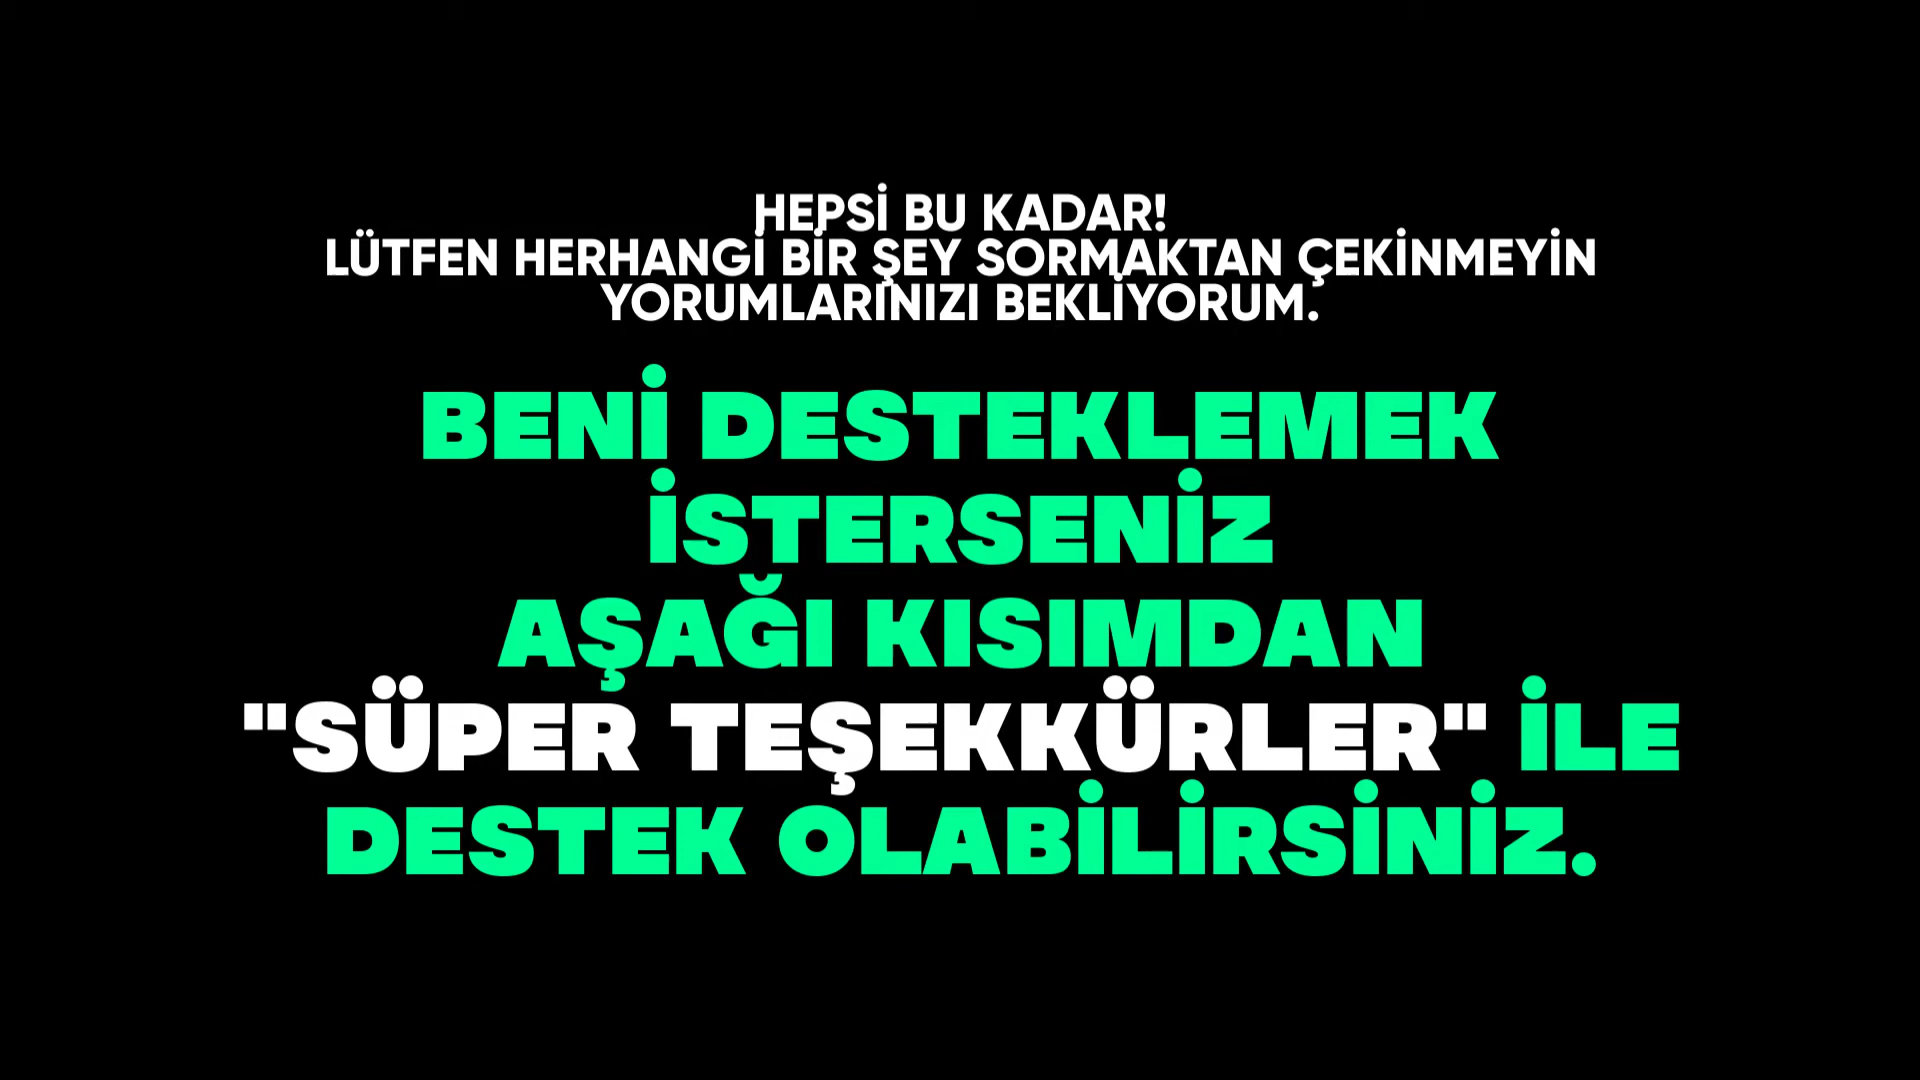 HEPSİ BU KADAR!
LÜTFEN HERHANGİ BİR ŞEY SORMAKTAN ÇEKİNMEYİN
YORUMLARINIZI BEKLİYORUM.
BENİ DESTEKLEMEK
İSTERSENİZ
AŞAĞI KISIMDAN
"SÜPER TEŞEKKÜRLER" İLE
DESTEK OLABİLİRSİNİZ.